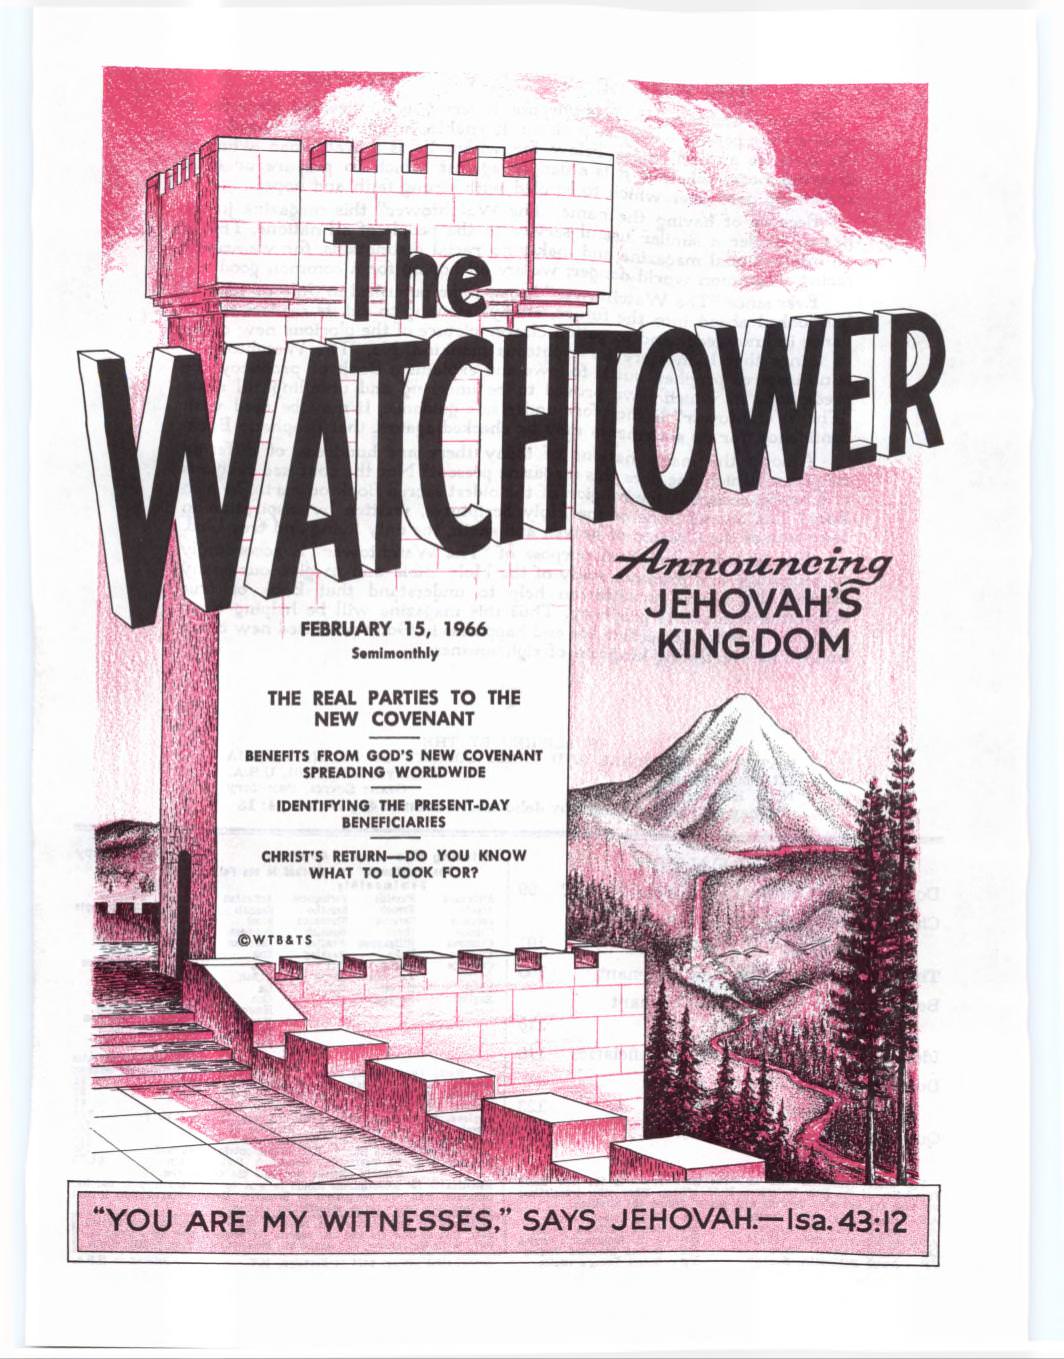 The
WATCHTOWER
Announcing
JEHOVAH'S
KINGDOM
FEBRUARY 15, 1966
Semimonthly
THE REAL PARTIES TO THE
NEW COVENANT
BENEFITS FROM GOD'S NEW COVENANT
SPREADING WORLDWIDE
IDENTIFYING THE PRESENT-DAY
BENEFICIARIES
CHRIST'S RETURN—DO YOU KNOW
WHAT TO LOOK FOR?
©WTB&TS
"YOU ARE MY WITNESSES," SAYS JEHOVAH.—Isa. 43:12